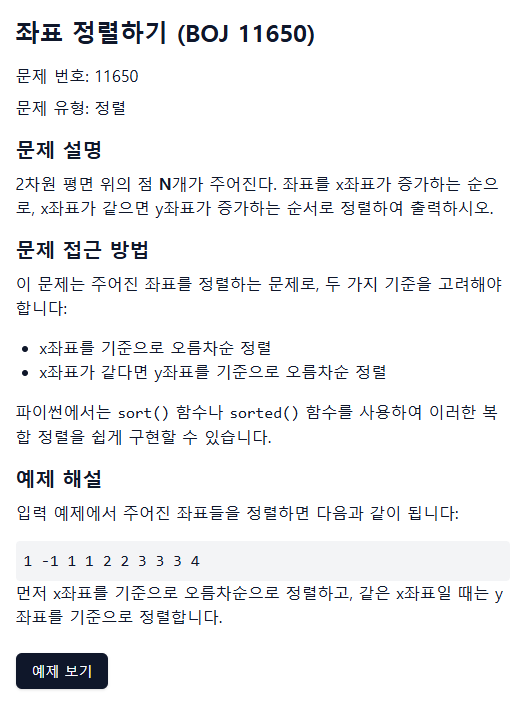 좌표 정렬하기 (BOJ 11650)
문제 번호: 11650
문제 유형: 정렬
문제 설명
2차원 평면 위의 점 N개가 주어진다. 좌표를 x좌표가 증가하는 순으
로, x좌표가 같으면 y좌표가 증가하는 순서로 정렬하여 출력하시오.
문제 접근 방법
이 문제는 주어진 좌표를 정렬하는 문제로, 두 가지 기준을 고려해야
합니다:
• x좌표를 기준으로 오름차순 정렬
• x좌표가 같다면 y좌표를 기준으로 오름차순 정렬
파이썬에서는 sort() 함수나 sorted() 함수를 사용하여 이러한 복
합 정렬을 쉽게 구현할 수 있습니다.
예제 해설
입력 예제에서 주어진 좌표들을 정렬하면 다음과 같이 됩니다:
1 -1 1 1 2 2 3 3 3 4
먼저 x좌표를 기준으로 오름차순으로 정렬하고, 같은 x좌표일 때는 y
좌표를 기준으로 정렬합니다.
예제 보기